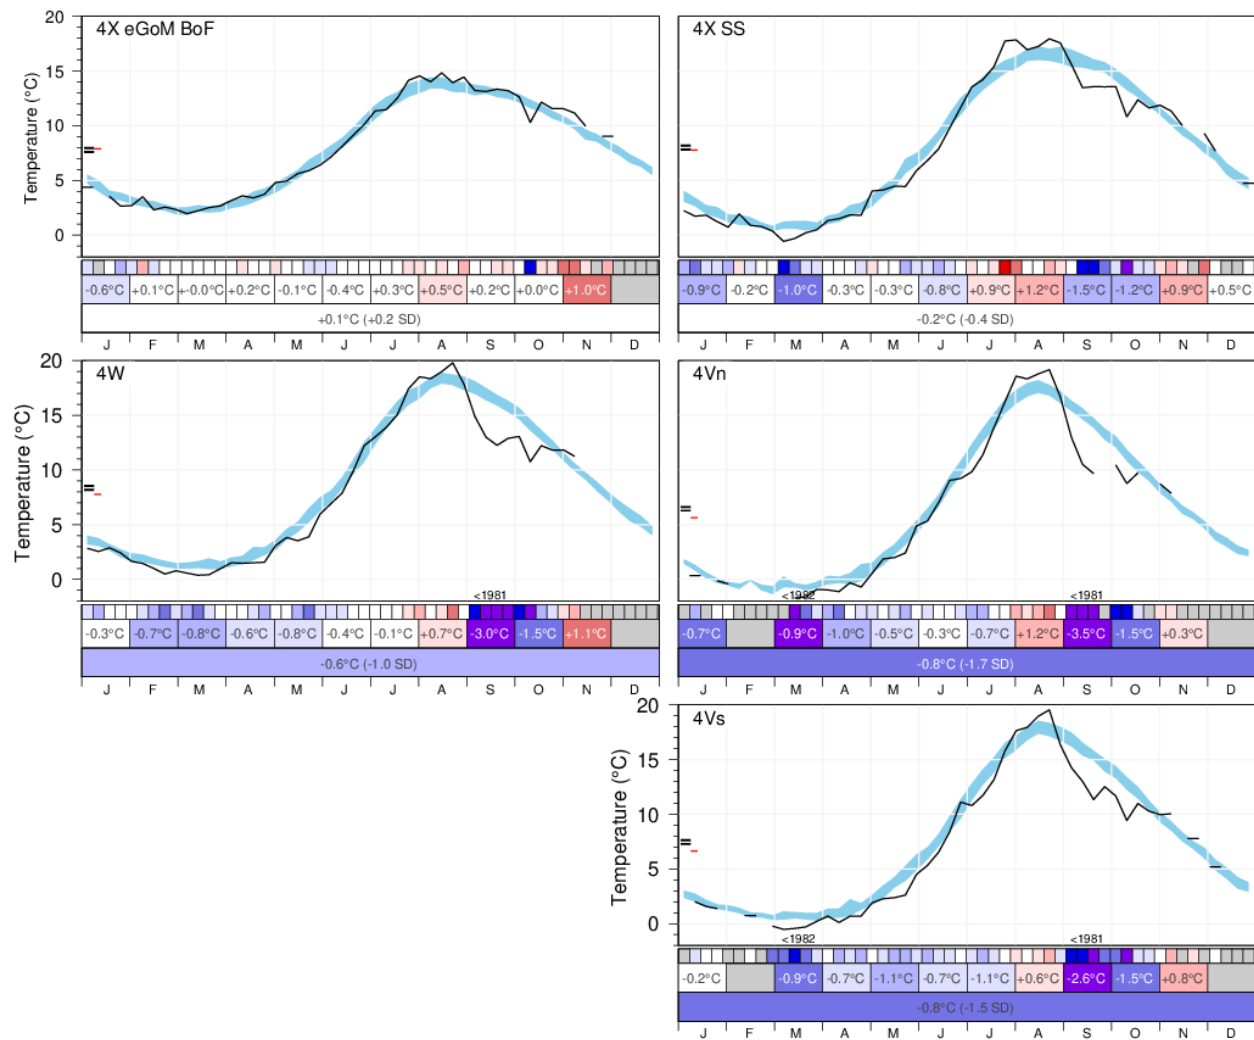 4X eGoM BoF
Temperature (°C)
20
15
10
5
0
-0.6°C +0.1°C +-0.0°C +0.2°C -0.1°C -0.4°C +0.3°C +0.5°C +0.2°C +0.0°C +1.0°C
+0.1°C (+0.2 SD)
J F M A M J J A S O N D
4X SS
-0.9°C -0.2°C -1.0°C -0.3°C -0.3°C -0.8°C +0.9°C +1.2°C -1.5°C -1.2°C +0.9°C +0.5°C
-0.2°C (-0.4 SD)
J F M A M J J A S O N D
4W
Temperature (°C)
20
15
10
5
0
<1981
-0.3°C -0.7°C -0.8°C -0.6°C -0.8°C -0.4°C -0.1°C +0.7°C -3.0°C -1.5°C +1.1°C
-0.6°C (-1.0 SD)
J F M A M J J A S O N D
4Vn
<1982 <1981
-0.7°C -0.9°C -1.0°C -0.5°C -0.3°C -0.7°C +1.2°C -3.5°C -1.5°C +0.3°C
-0.8°C (-1.7 SD)
J F M A M J J A S O N D
4Vs
Temperature (°C)
20
15
10
5
0
<1982 <1981
-0.2°C -0.9°C -0.7°C -1.1°C -0.7°C -1.1°C +0.6°C -2.6°C -1.5°C +0.8°C
-0.8°C (-1.5 SD)
J F M A M J J A S O N D